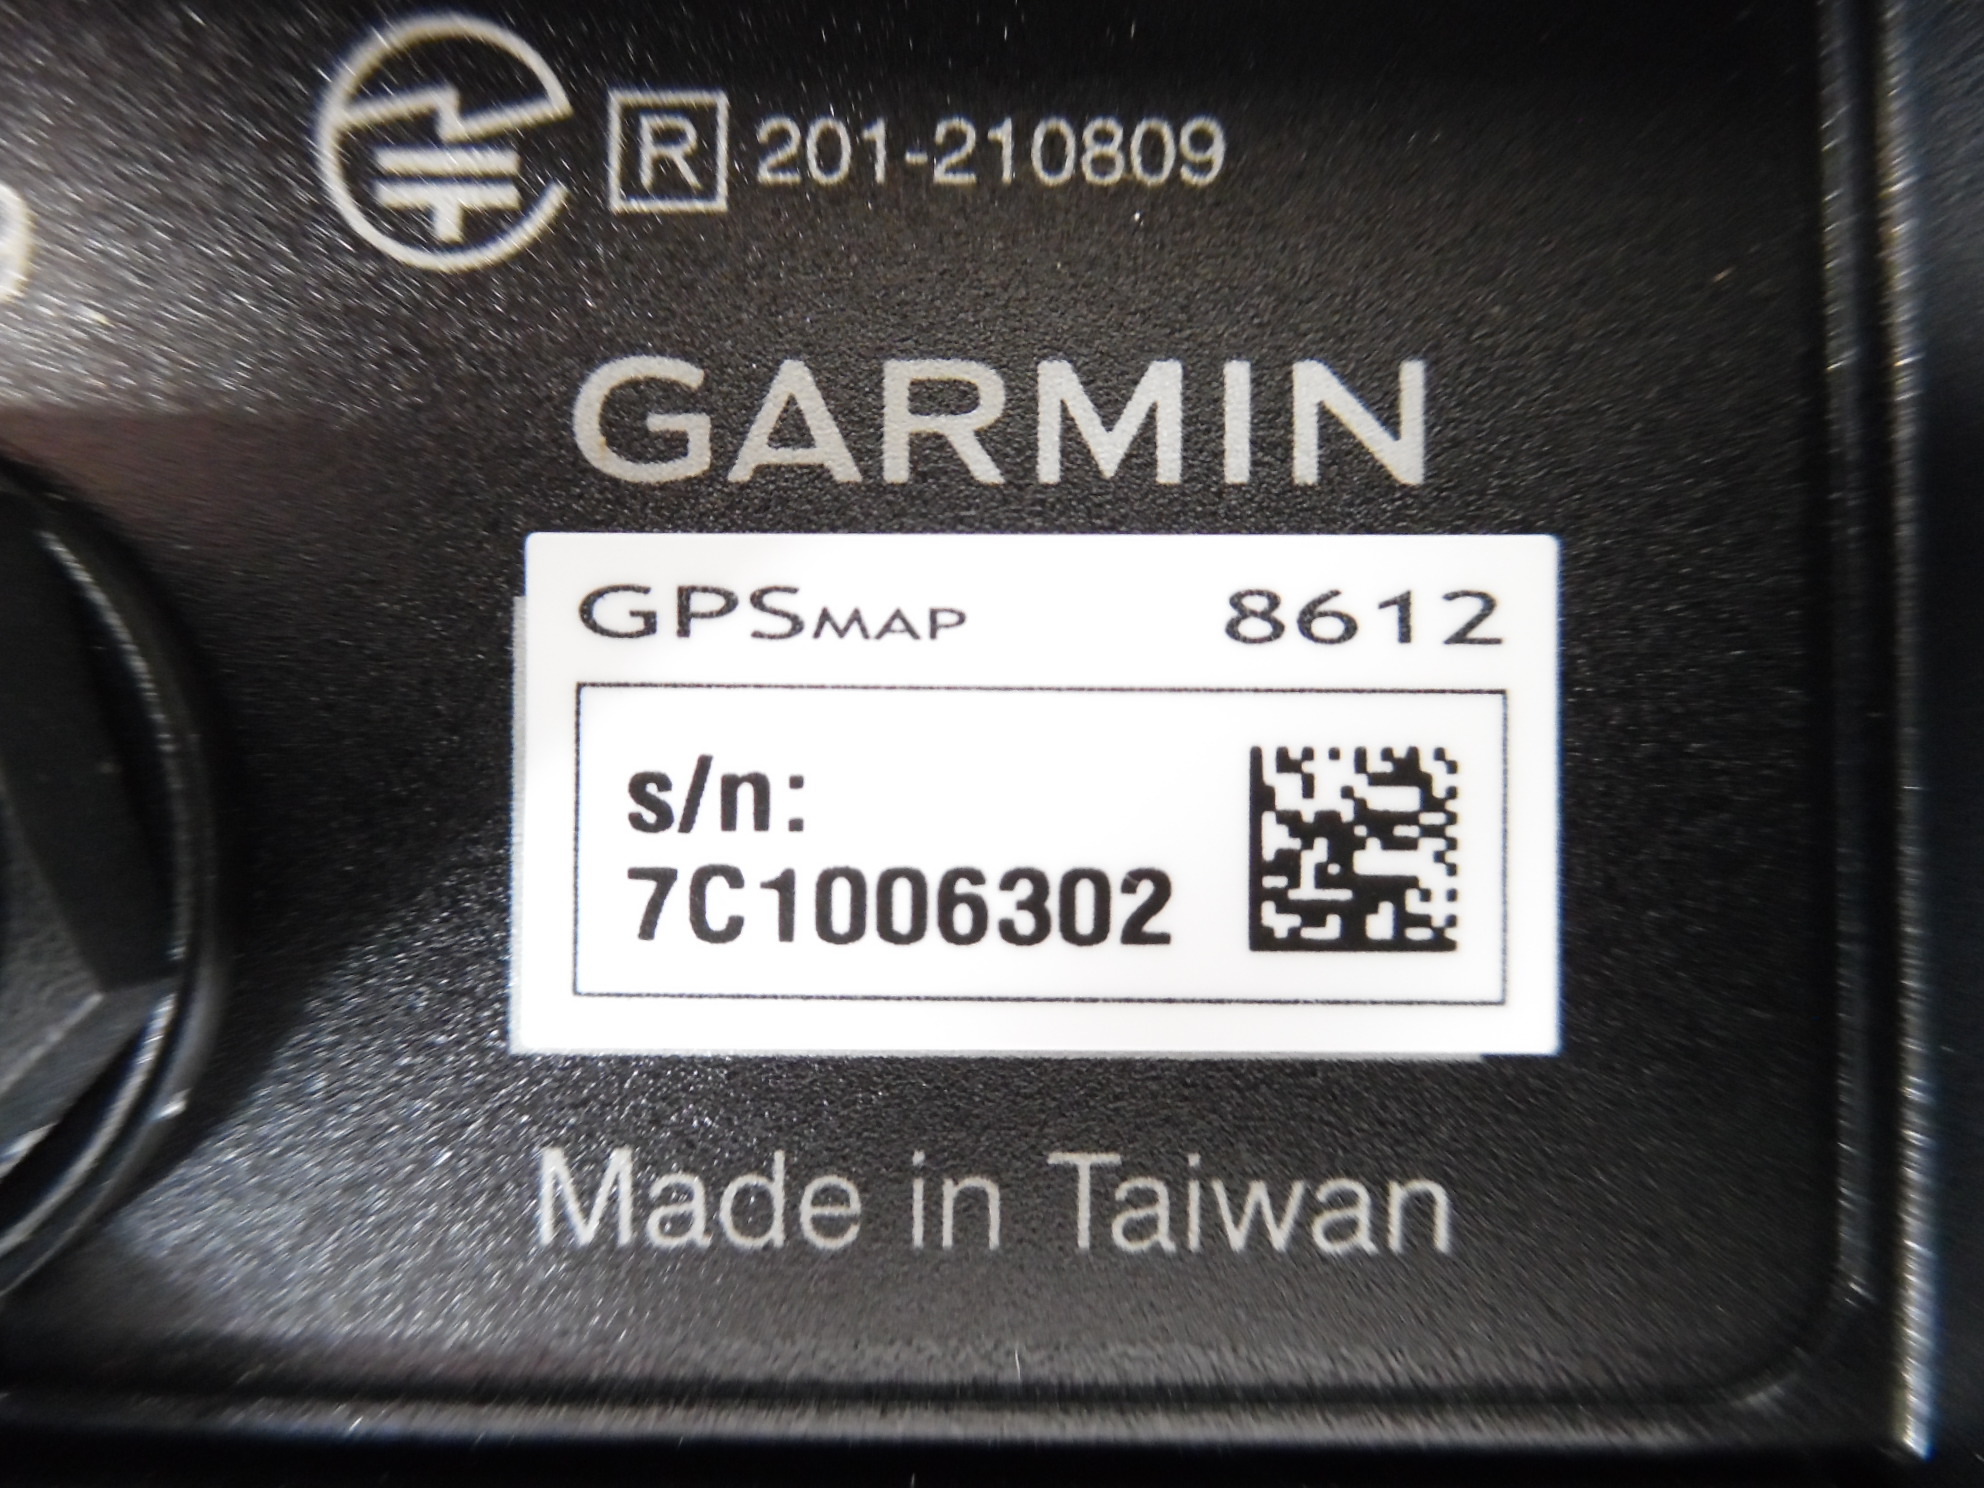 R 201-210809
GARMIN
GPSMAP 8612
s/n:
7C1006302
Made in Taiwan